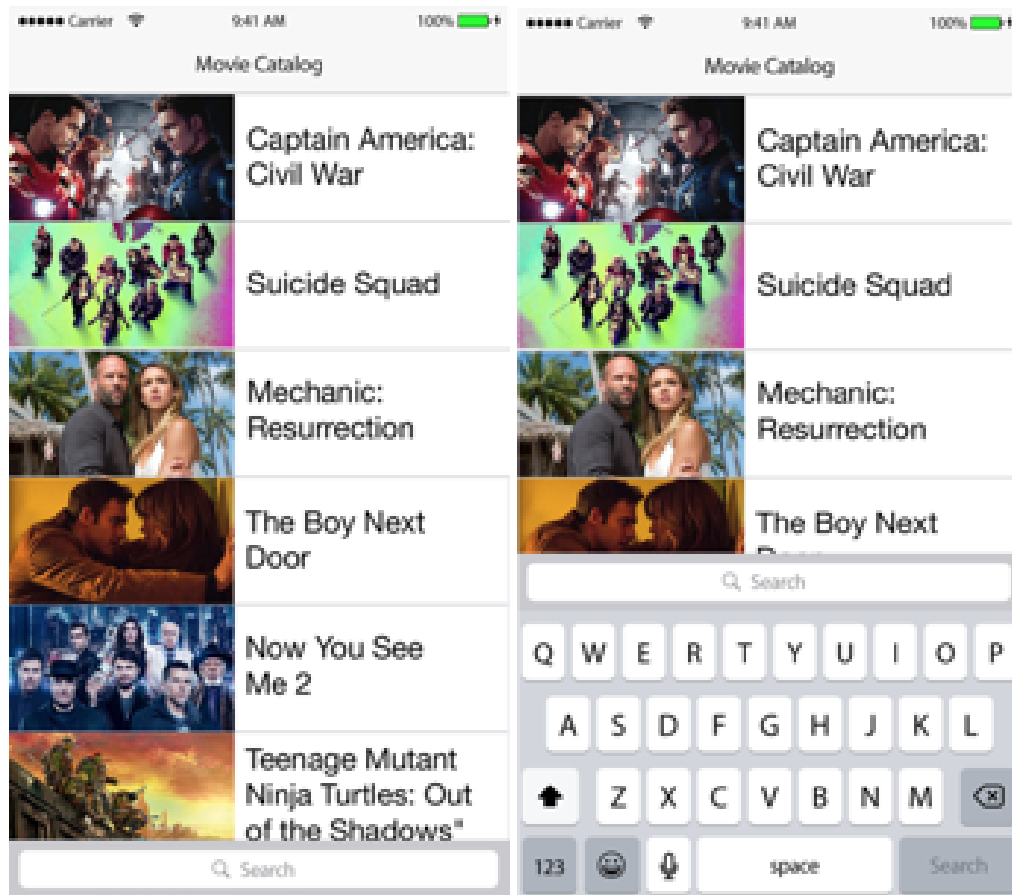 Carrier 9:41 AM 100%
Movie Catalog
Captain America:
Civil War
Suicide Squad
Mechanic:
Resurrection
The Boy Next
Door
Now You See
Me 2
Teenage Mutant
Ninja Turtles: Out
of the Shadows"
Search
Carrier 9:41 AM 100%
Movie Catalog
Captain America:
Civil War
Suicide Squad
Mechanic:
Resurrection
The Boy Next
Door
Search
Q W E R T Y U I O P
A S D F G H J K L
Z X C V B N M
123 space Search